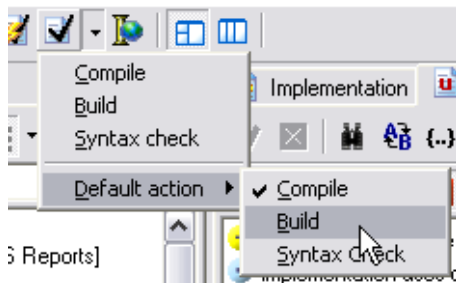 Compile
Build
Implementation
Syntax check
{..}
Default action
Compile
Build
Syntax Check
S Reports]